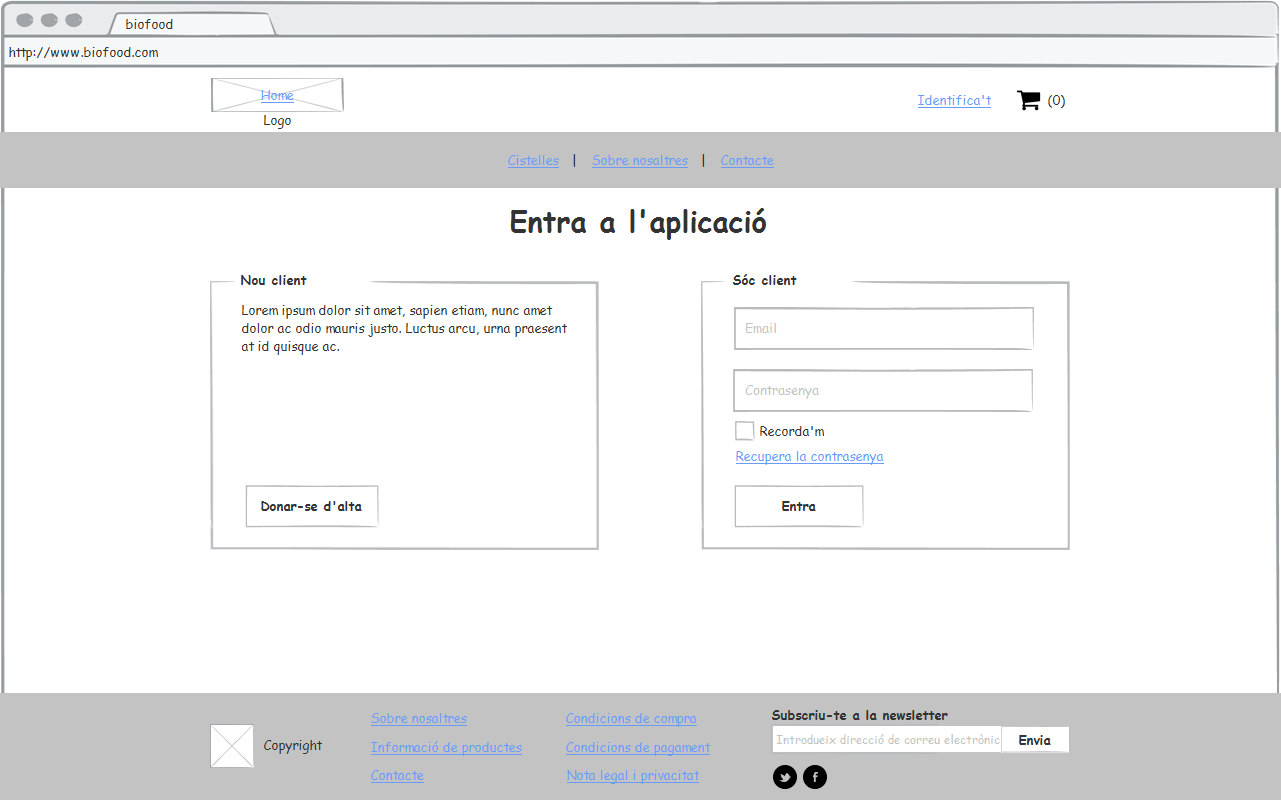 biofood
http://www.biofood.com
Home
Logo
Identifica't
(0)
Cistelles | Sobre nosaltres | Contacte
Entra a l'aplicació
Nou client
Lorem ipsum dolor sit amet, sapien etiam, nunc amet
dolor ac odio mauris justo. Luctus arcu, urna praesent
at id quisque ac.
Donar-se d'alta
Sóc client
Email
Contrasenya
Recorda'm
Recupera la contrasenya
Entra
Copyright
Sobre nosaltres
Informació de productes
Contacte
Condicions de compra
Condicions de pagament
Nota legal i privacitat
Subscriu-te a la newsletter
Introdueix direcció de correu electrònic
Envia